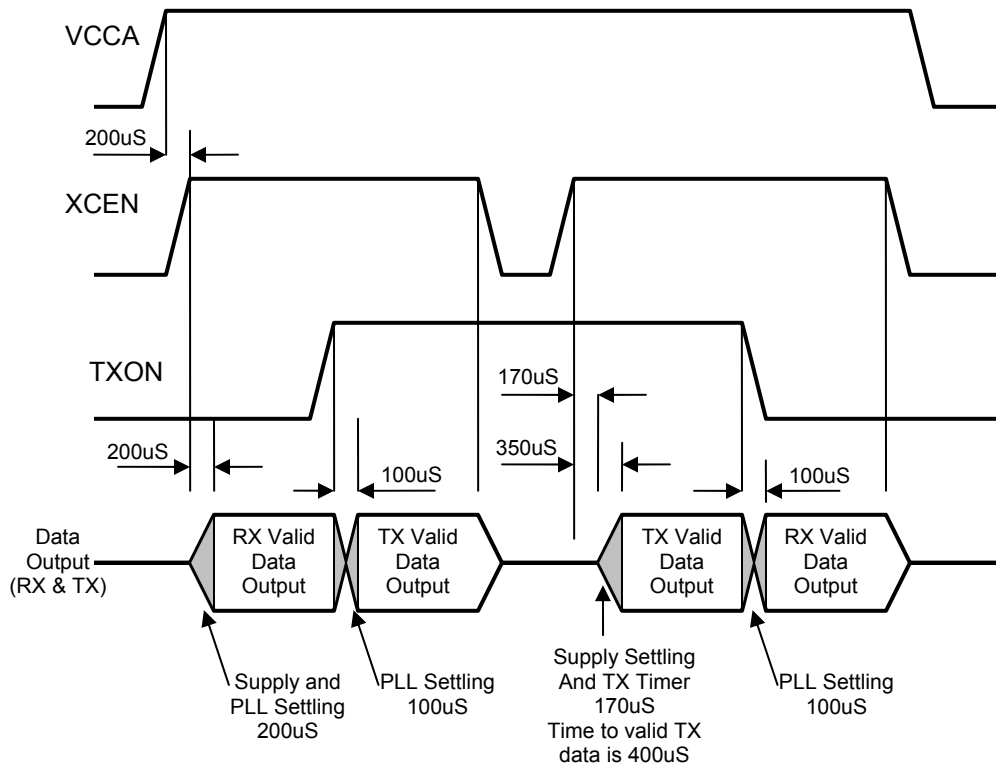 VCCA
200uS
XCEN
TXON
170uS
200uS
100uS
350uS
100uS
Data
Output
(RX & TX)
RX Valid
Data
Output
TX Valid
Data
Output
TX Valid
Data
Output
RX Valid
Data
Output
Supply and
PLL Settling
200uS
PLL Settling
100uS
Supply Settling
And TX Timer
170uS
Time to valid TX
data is 400uS
PLL Settling
100uS